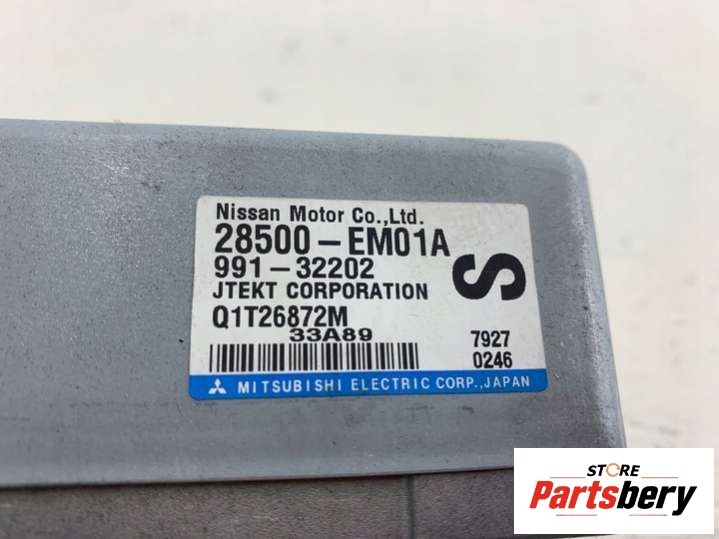 Nissan Motor Co.,Ltd.
28500-EM01A
991-32202
S
JTEKT CORPORATION
Q1T26872M
33A89
7927
0246
MITSUBISHI ELECTRIC CORP.,JAPAN
STORE
Partsbery